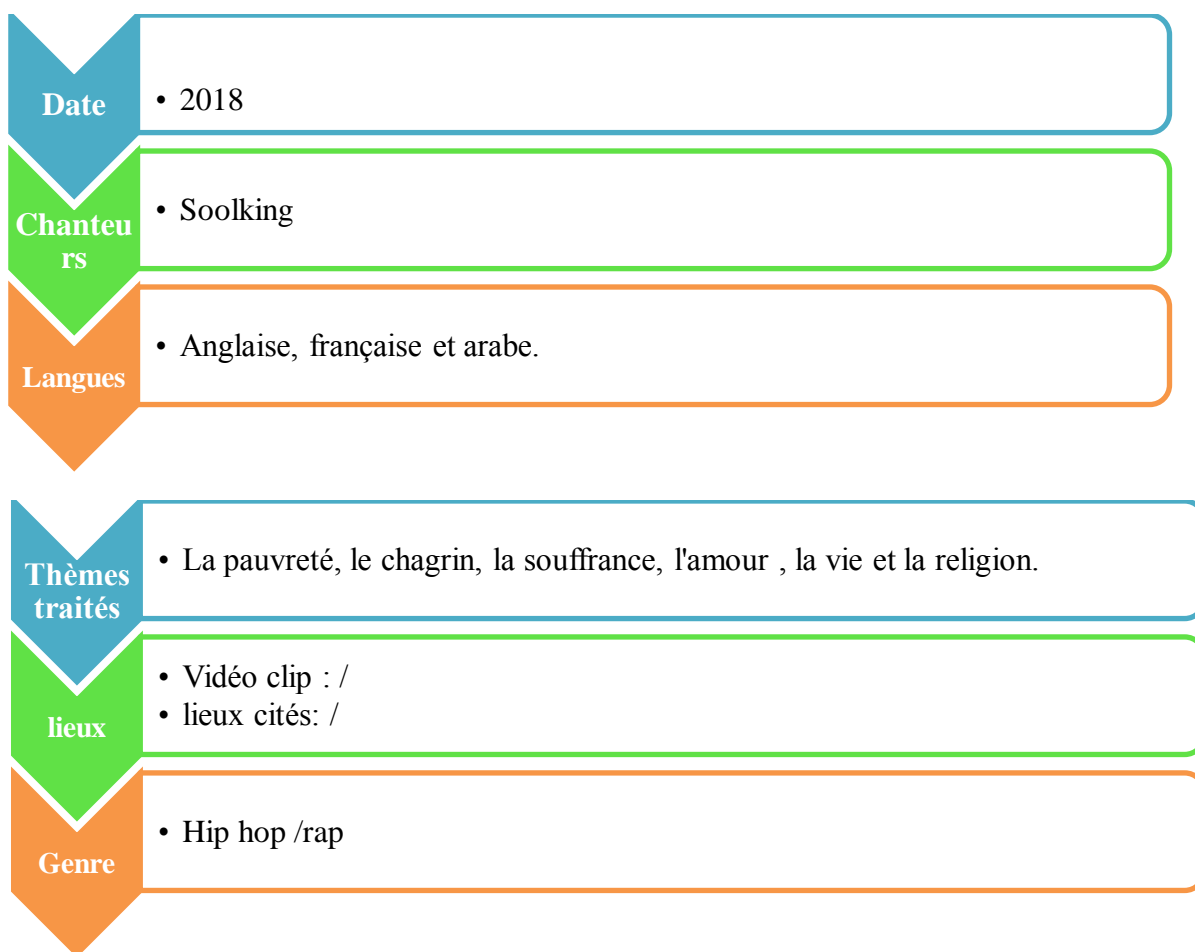 Date
• 2018
Chanteu
rs
• Soolking
Langues
• Anglaise, française et arabe.
Thèmes
traités
• La pauvreté, le chagrin, la souffrance, l'amour , la vie et la religion.
lieux
• Vidéo clip : /
• lieux cités: /
Genre
• Hip hop /rap